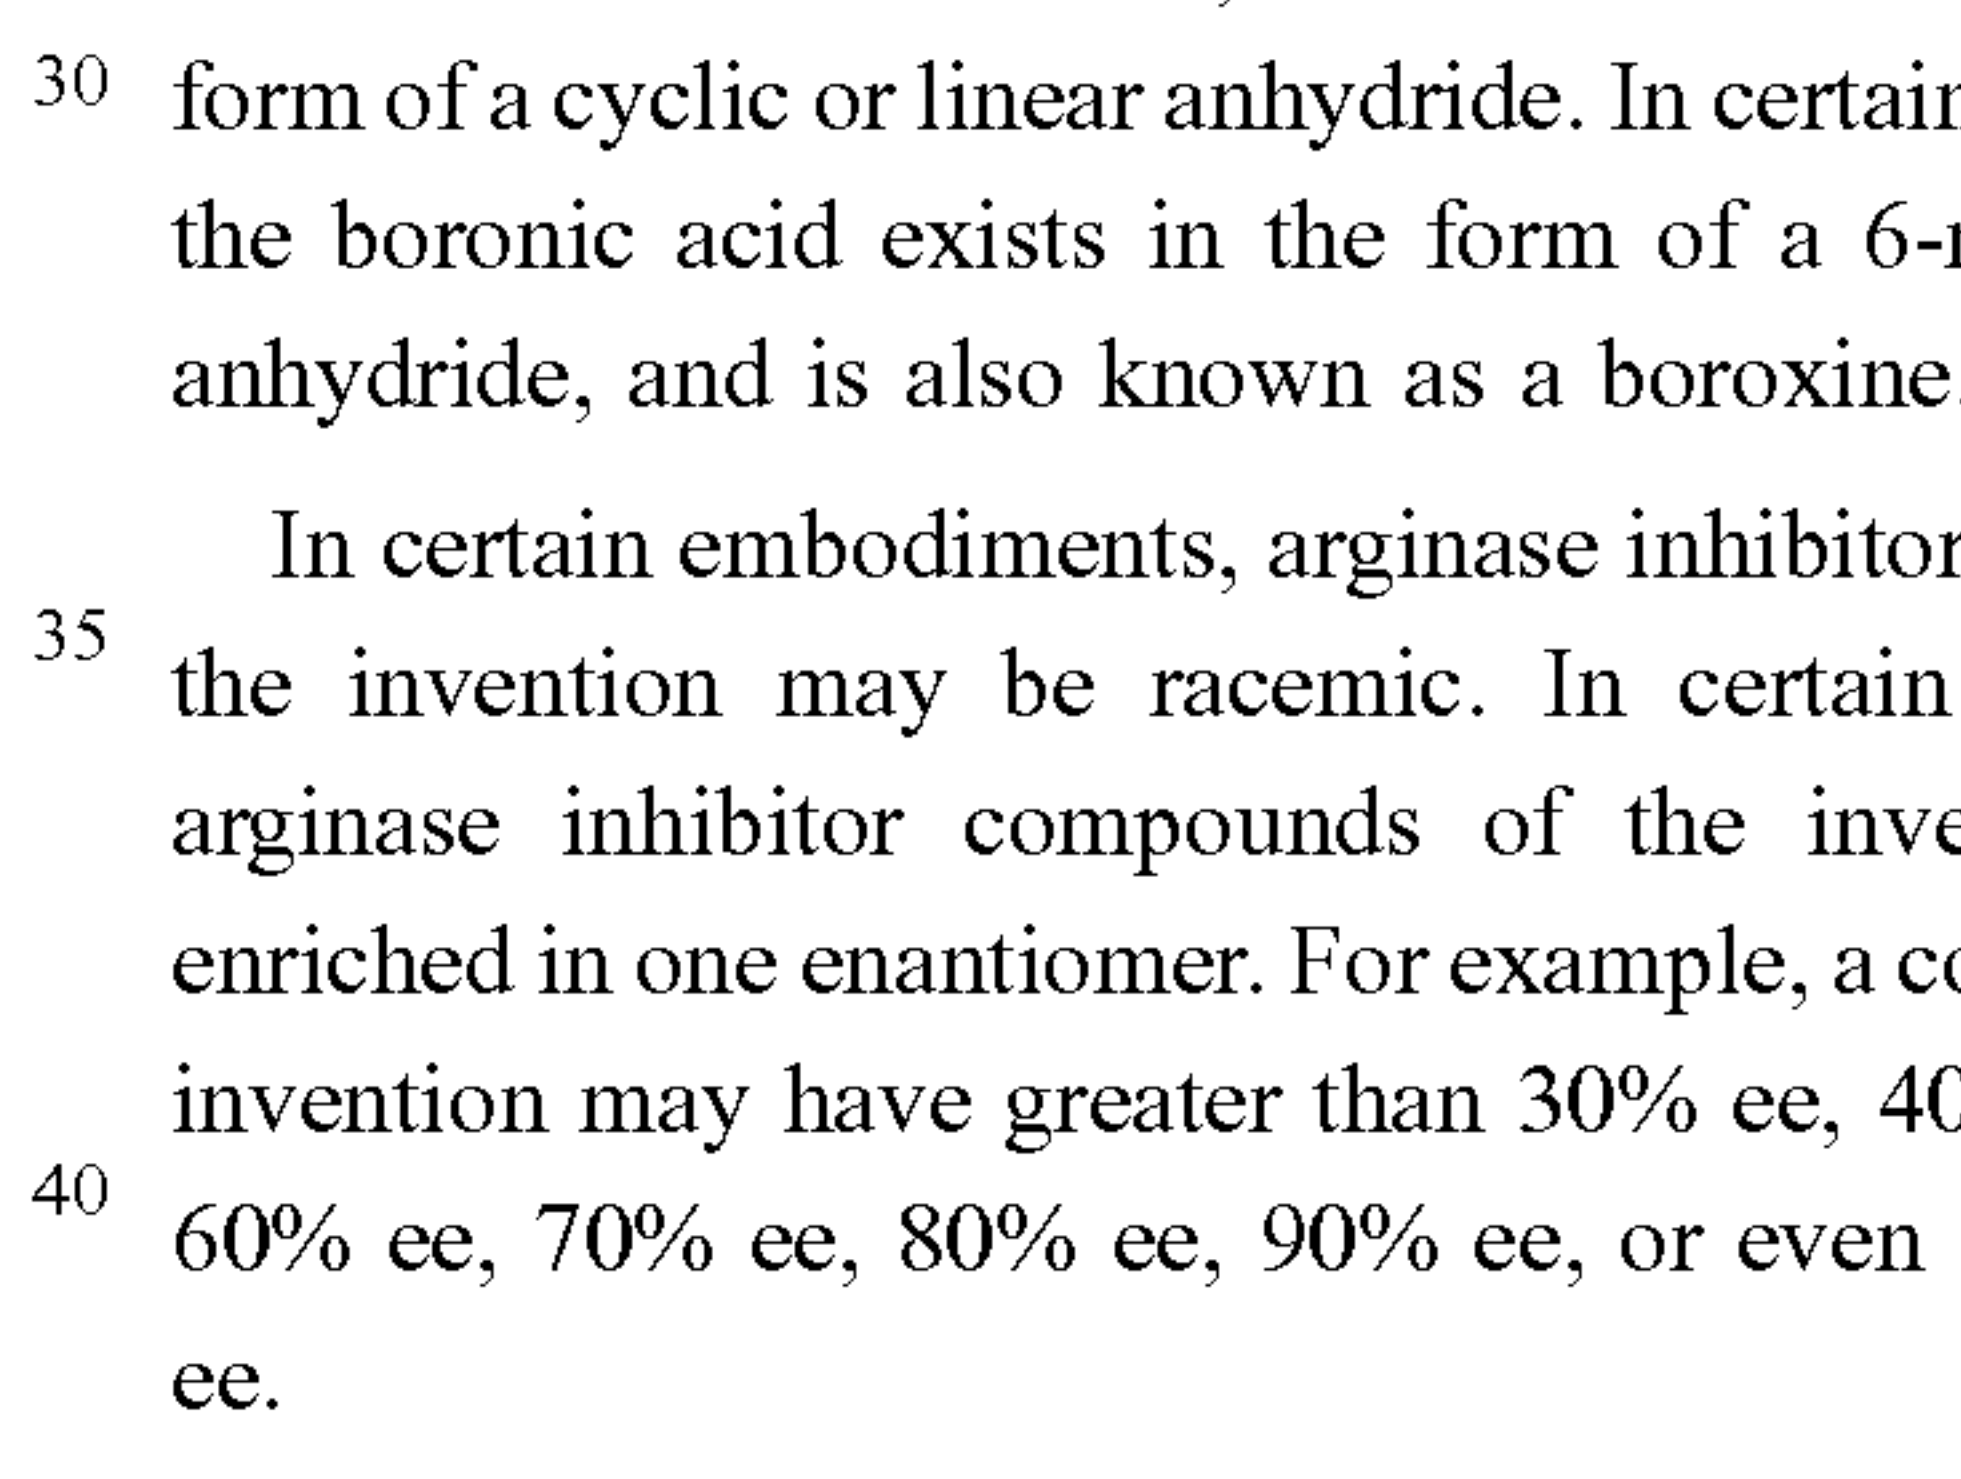 30 form of a cyclic or linear anhydride. In certain
the boronic acid exists in the form of a 6-
anhydride, and is also known as a boroxine.
In certain embodiments, arginase inhibitor
35
the invention may be racemic. In certain
arginase inhibitor compounds of the inve
enriched in one enantiomer. For example, a co
invention may have greater than 30% ee, 40
40
60% ee, 70% ee, 80% ee, 90% ee, or even
ee.